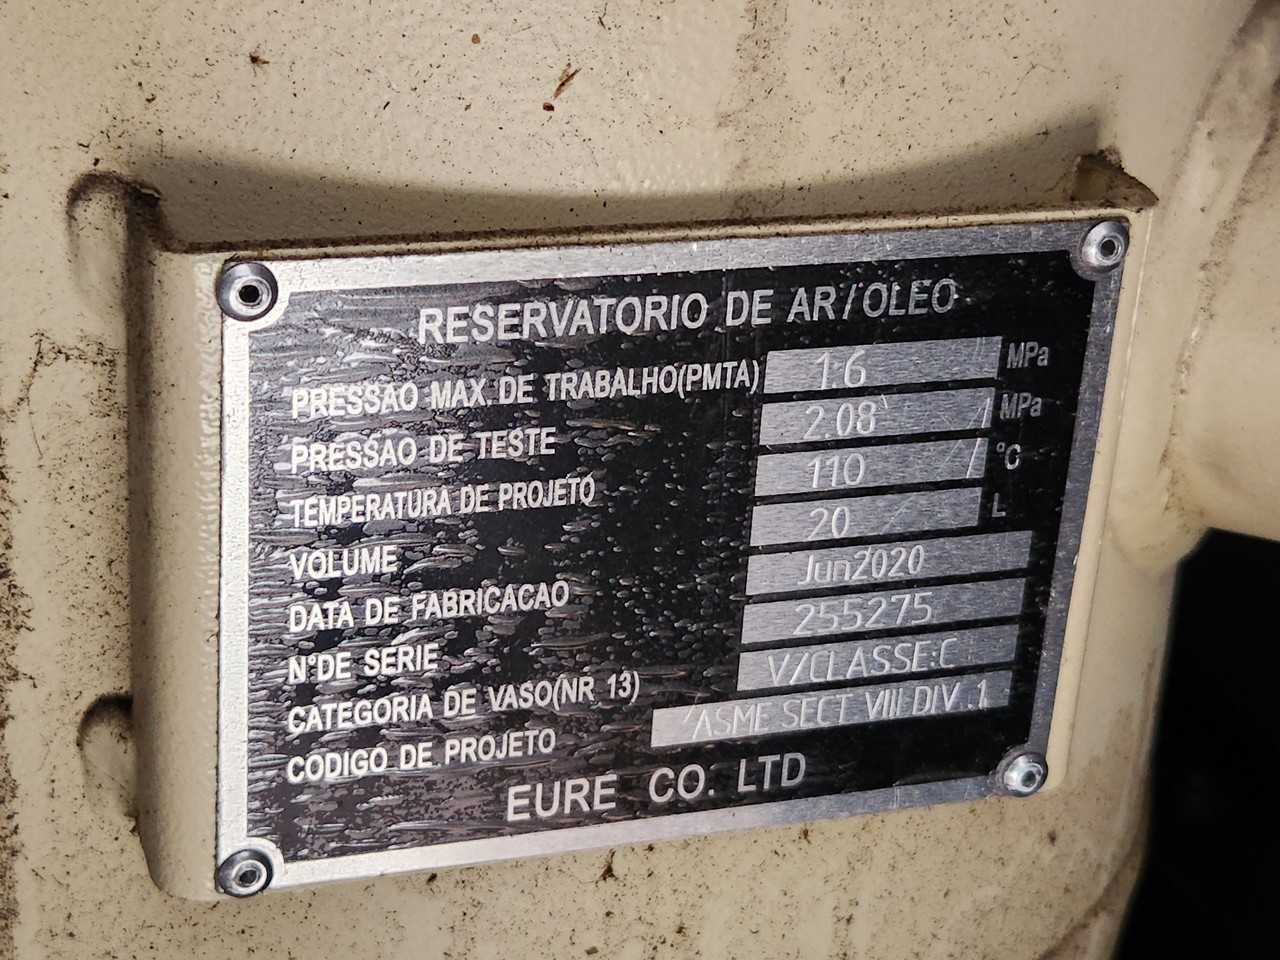 RESERVATORIO DE AR/OLEO
PRESSAO MAX.DE TRABALHO(PMTA) 1.6 MPa
PRESSAO DE TESTE 2.08 MPa
TEMPERATURA DE PROJETO 110 °C
VOLUME 20 L
DATA DE FABRICACAO Jun2020
N°DE SERIE 255275
CATEGORIA DE VASO(NR 13) V/CLASSE:C
CODIGO DE PROJETO ASME SECT VIII DIV.1
EURE CO. LTD